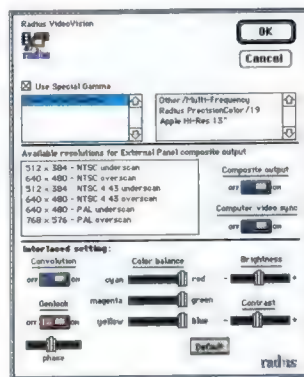 Radius VideoVision
OK
Cancel
Use Special Gamma
Other/Multi-Frequency
Radius PrecisionColor/19
Apple Hi-Res 13"
Available resolutions for External Panel composite output
512 x 384 - NTSC underscan
640 x 480 - NTSC overscan
512 x 384 - NTSC 4 43 underscan
640 x 480 - NTSC 4 43 overscan
640 x 480 - PAL underscan
768 x 576 - PAL overscan
Composite output
OFF ON
Computer video sync
OFF ON
Interlaced setting:
Convolution
OFF ON
Genlock
OFF ON
phase
Color balance
cyan red
magenta green
yellow blue
Brightness
- +
Contrast
- +
Default
radius